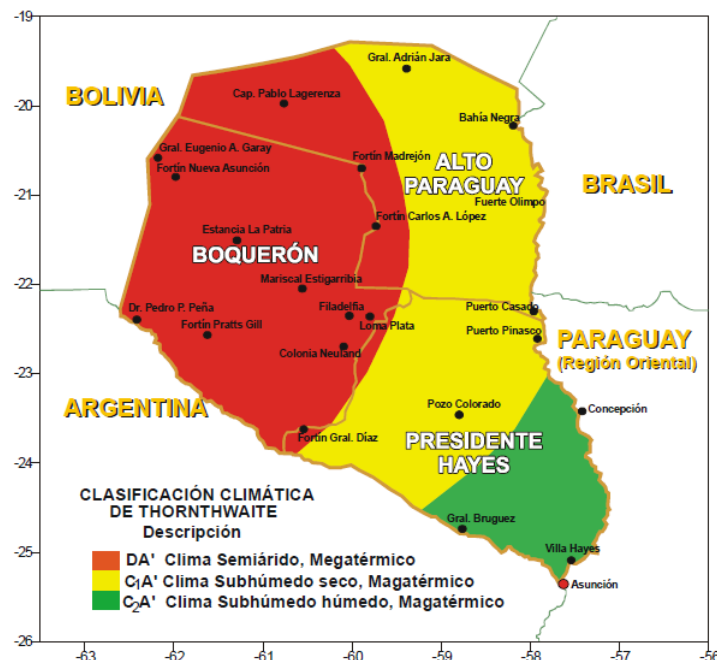 -19
Gral. Adrián Jara
-20
BOLIVIA
Cap. Pablo Lagerenza
Bahía Negra
Gral. Eugenio A. Garay
Fortín Madrejón
ALTO
PARAGUAY
Fortín Nueva Asunción
BRASIL
-21
Fuerte Olimpo
Fortín Carlos A. López
Estancia La Patria
BOQUERÓN
-22
Mariscal Estigarribia
Dr. Pedro P. Peña
Filadelfia
Puerto Casado
Fortín Pratts Gill
Loma Plata
Puerto Pinasco
PARAGUAY
(Región Oriental)
Colonia Neuland
-23
ARGENTINA
Pozo Colorado
Concepción
Fortín Gral. Díaz
PRESIDENTE
HAYES
-24
CLASIFICACIÓN CLIMÁTICA
DE THORNTHWAITE
Descripción
Gral. Bruguez
-25
Villa Hayes
DA' Clima Semiárido, Megatérmico
C₁A' Clima Subhúmedo seco, Magatérmico
Asunción
C₂A' Clima Subhúmedo húmedo, Magatérmico
-26
-63 -62 -61 -60 -59 -58 -57 -56